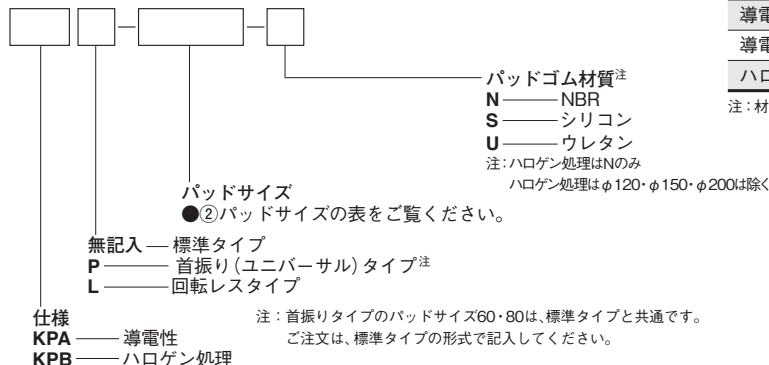 導電
導電
ハロ
注：材
パッドゴム材質注
N NBR
S シリコン
U ウレタン
注：ハロゲン処理はNのみ
ハロゲン処理はφ120・φ150・φ200は除く
パッドサイズ
●②パッドサイズの表をご覧ください。
無記入 標準タイプ
P 首振り（ユニバーサル）タイプ注
L 回転レスタイプ
注：首振りタイプのパッドサイズ60・80は、標準タイプと共通です。
ご注文は、標準タイプの形式で記入してください。
仕様
KPA 導電性
KPB ハロゲン処理